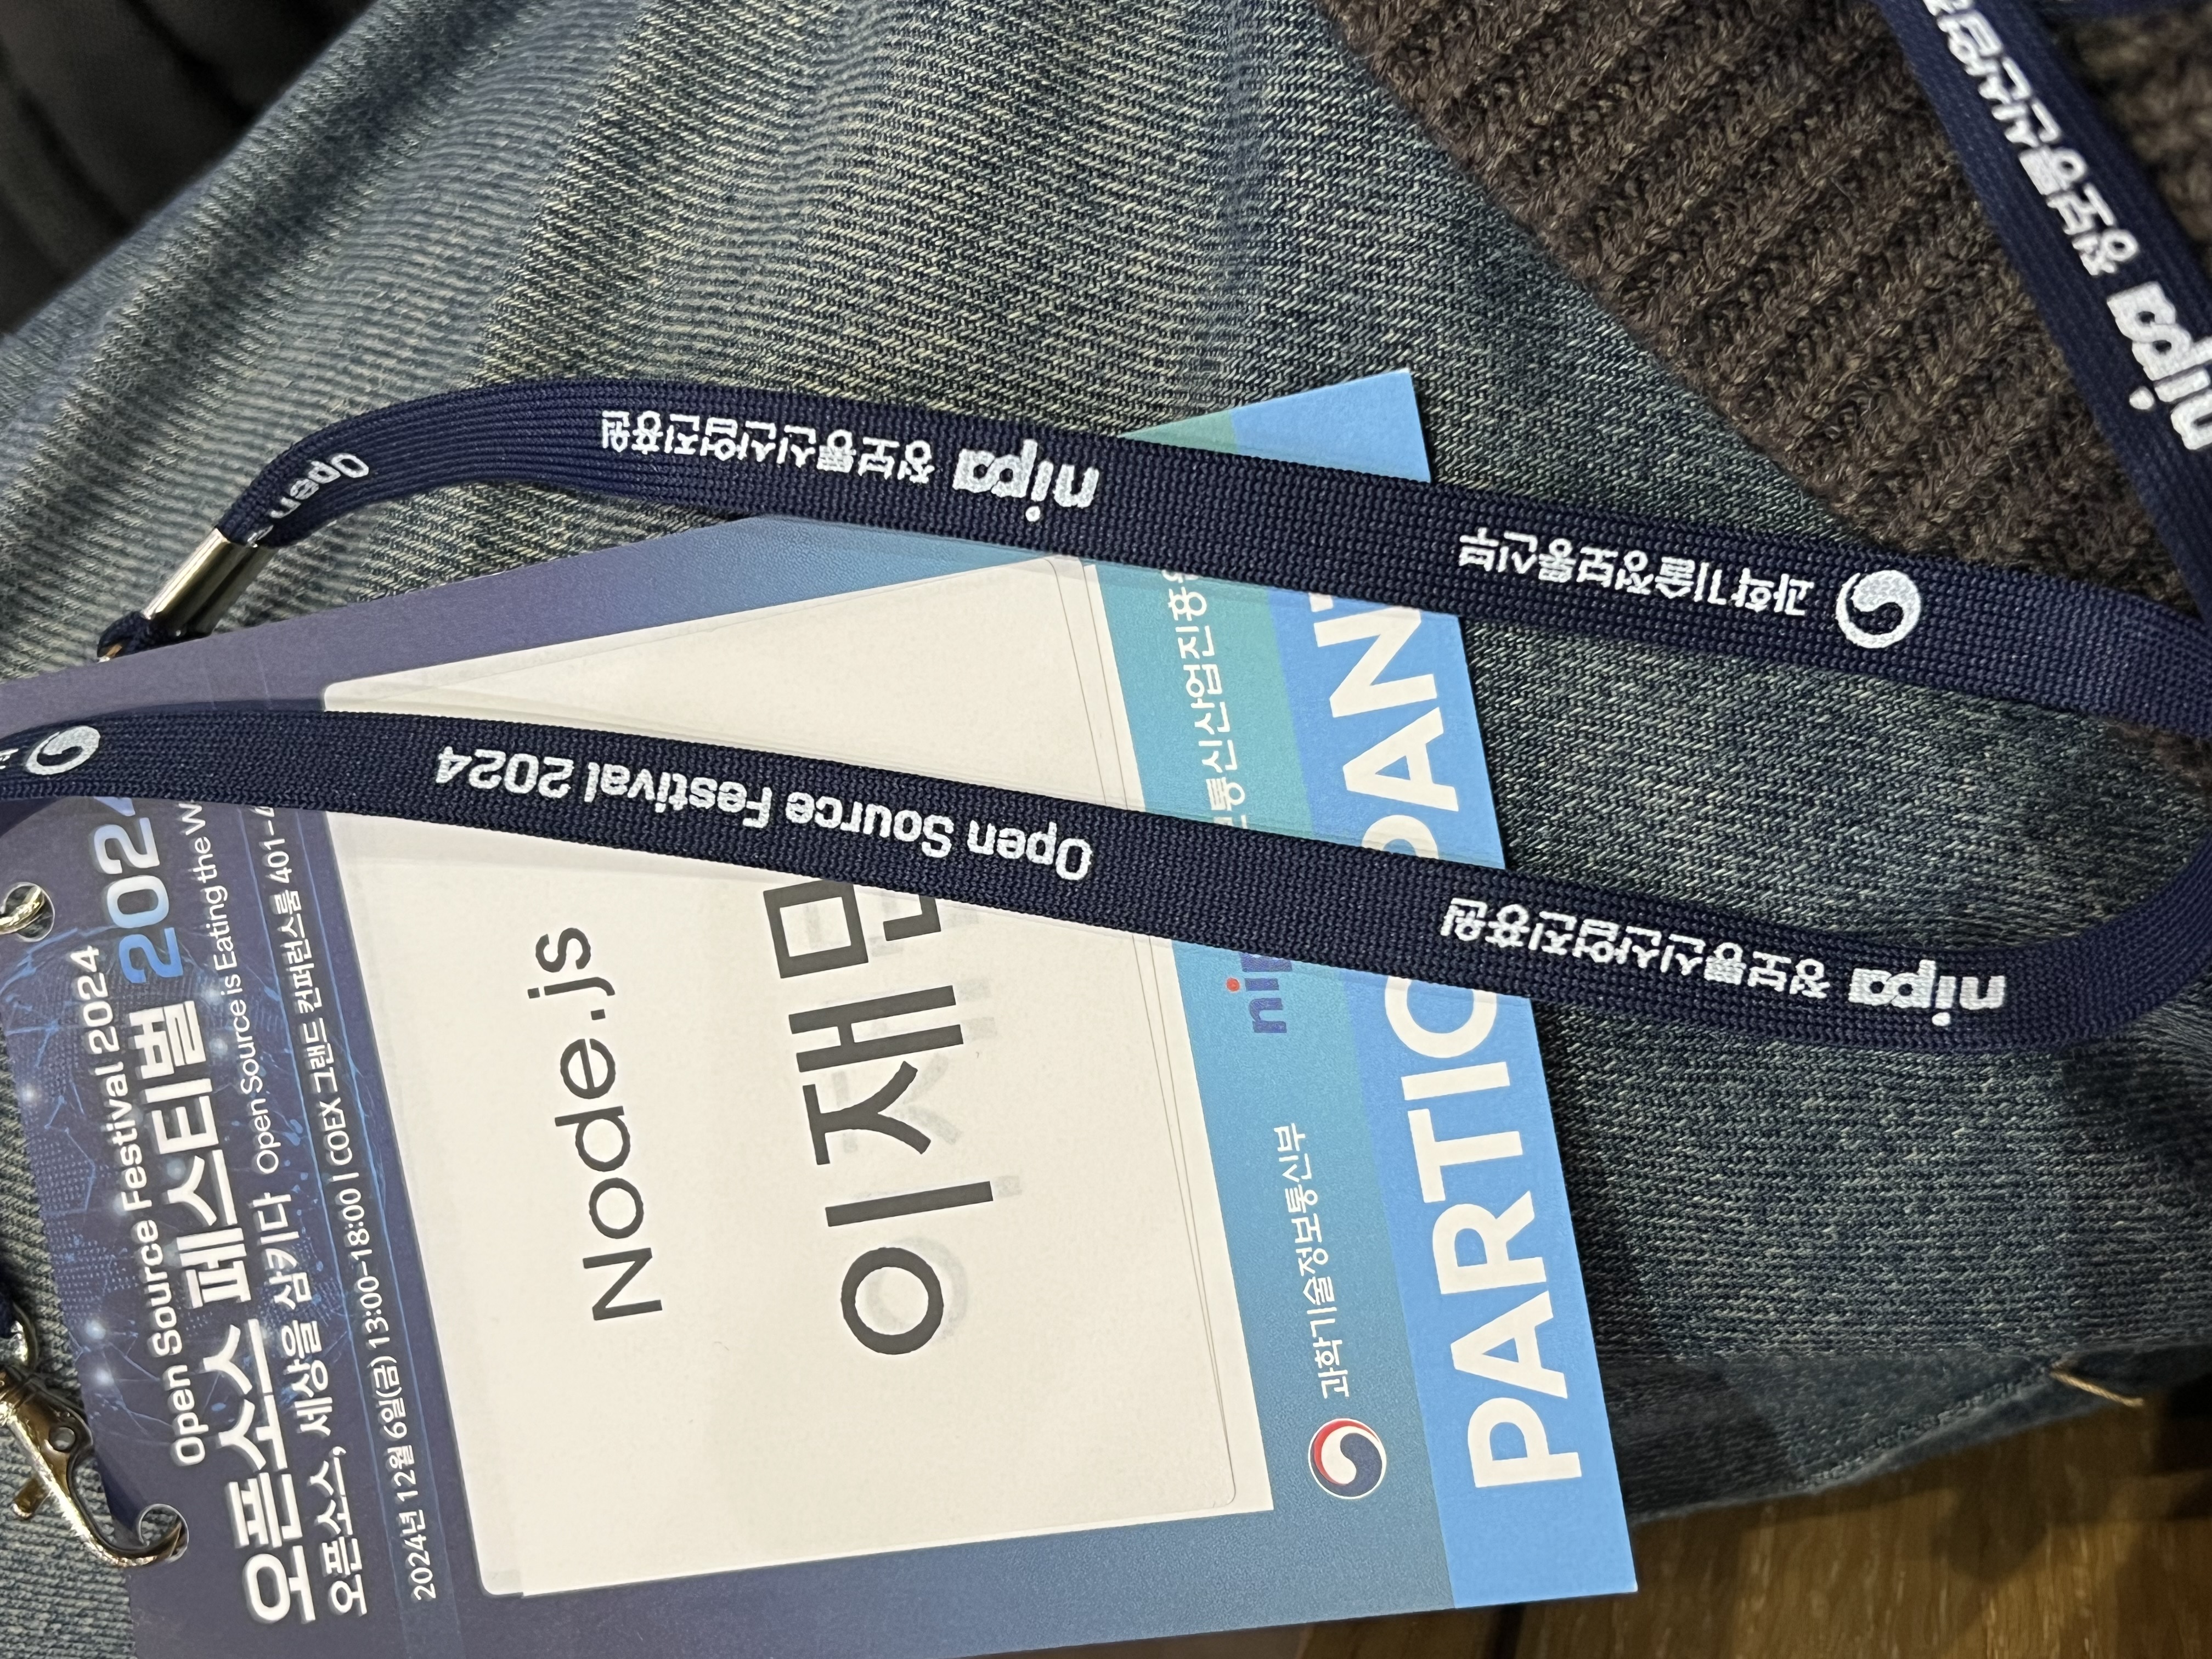 Open Source Festival 2024
오픈소스 페스티벌 2024
오픈소스, 세상을 삼키다 Open Source is Eating the
2024년 12월 6일(금) 13:00-18:00 | COEX 그랜드 컨퍼런스룸
Node.js
과학기술정보통신부
Open
정보통신산업진흥원
nipa
과학기술정보통신부
Open Source Festival 2024
nipa 정보통신산업진흥원
nipa